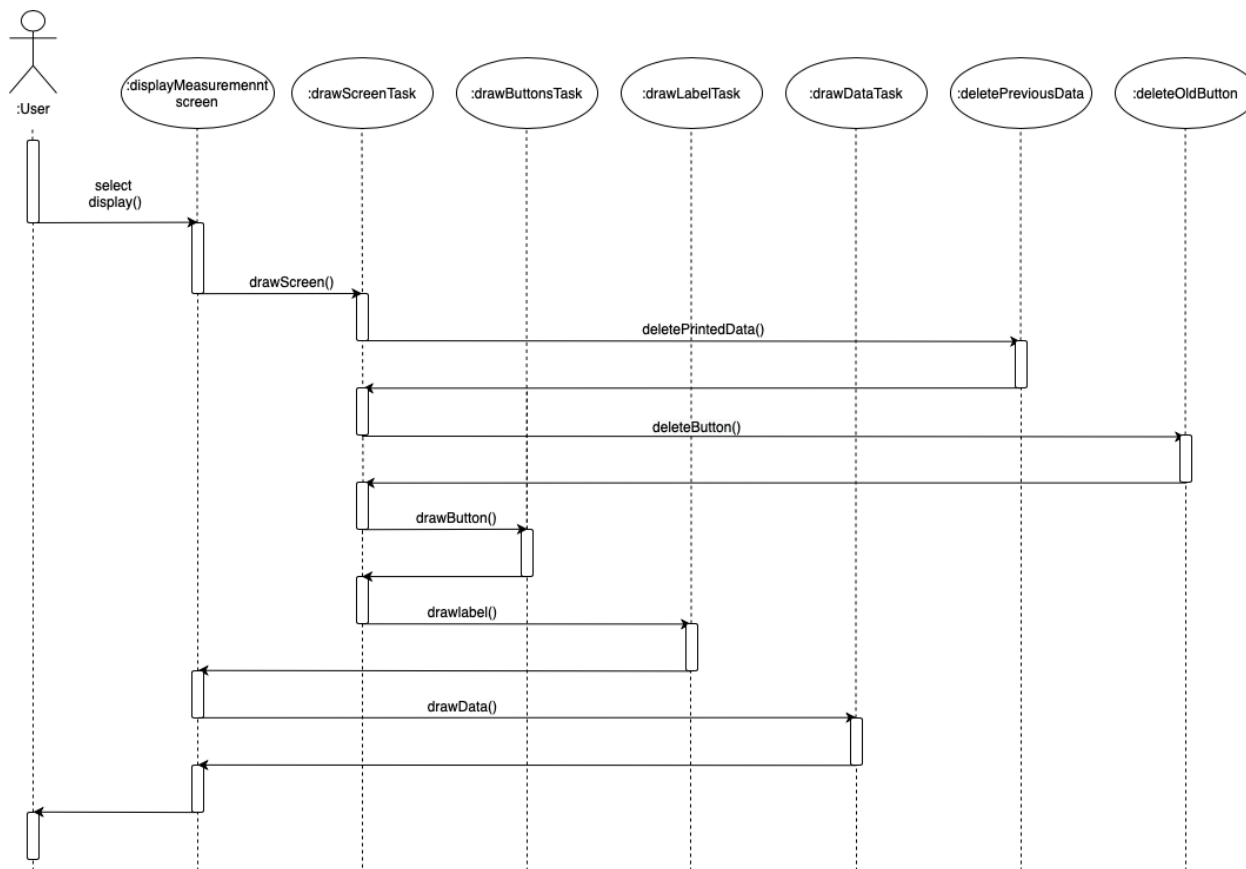 :User
:displayMeasuremennt
screen
:drawScreenTask
:drawButtonsTask
:drawLabelTask
:drawDataTask
:deletePreviousData
:deleteOldButton
select
display()
drawScreen()
deletePrintedData()
deleteButton()
drawButton()
drawlabel()
drawData()